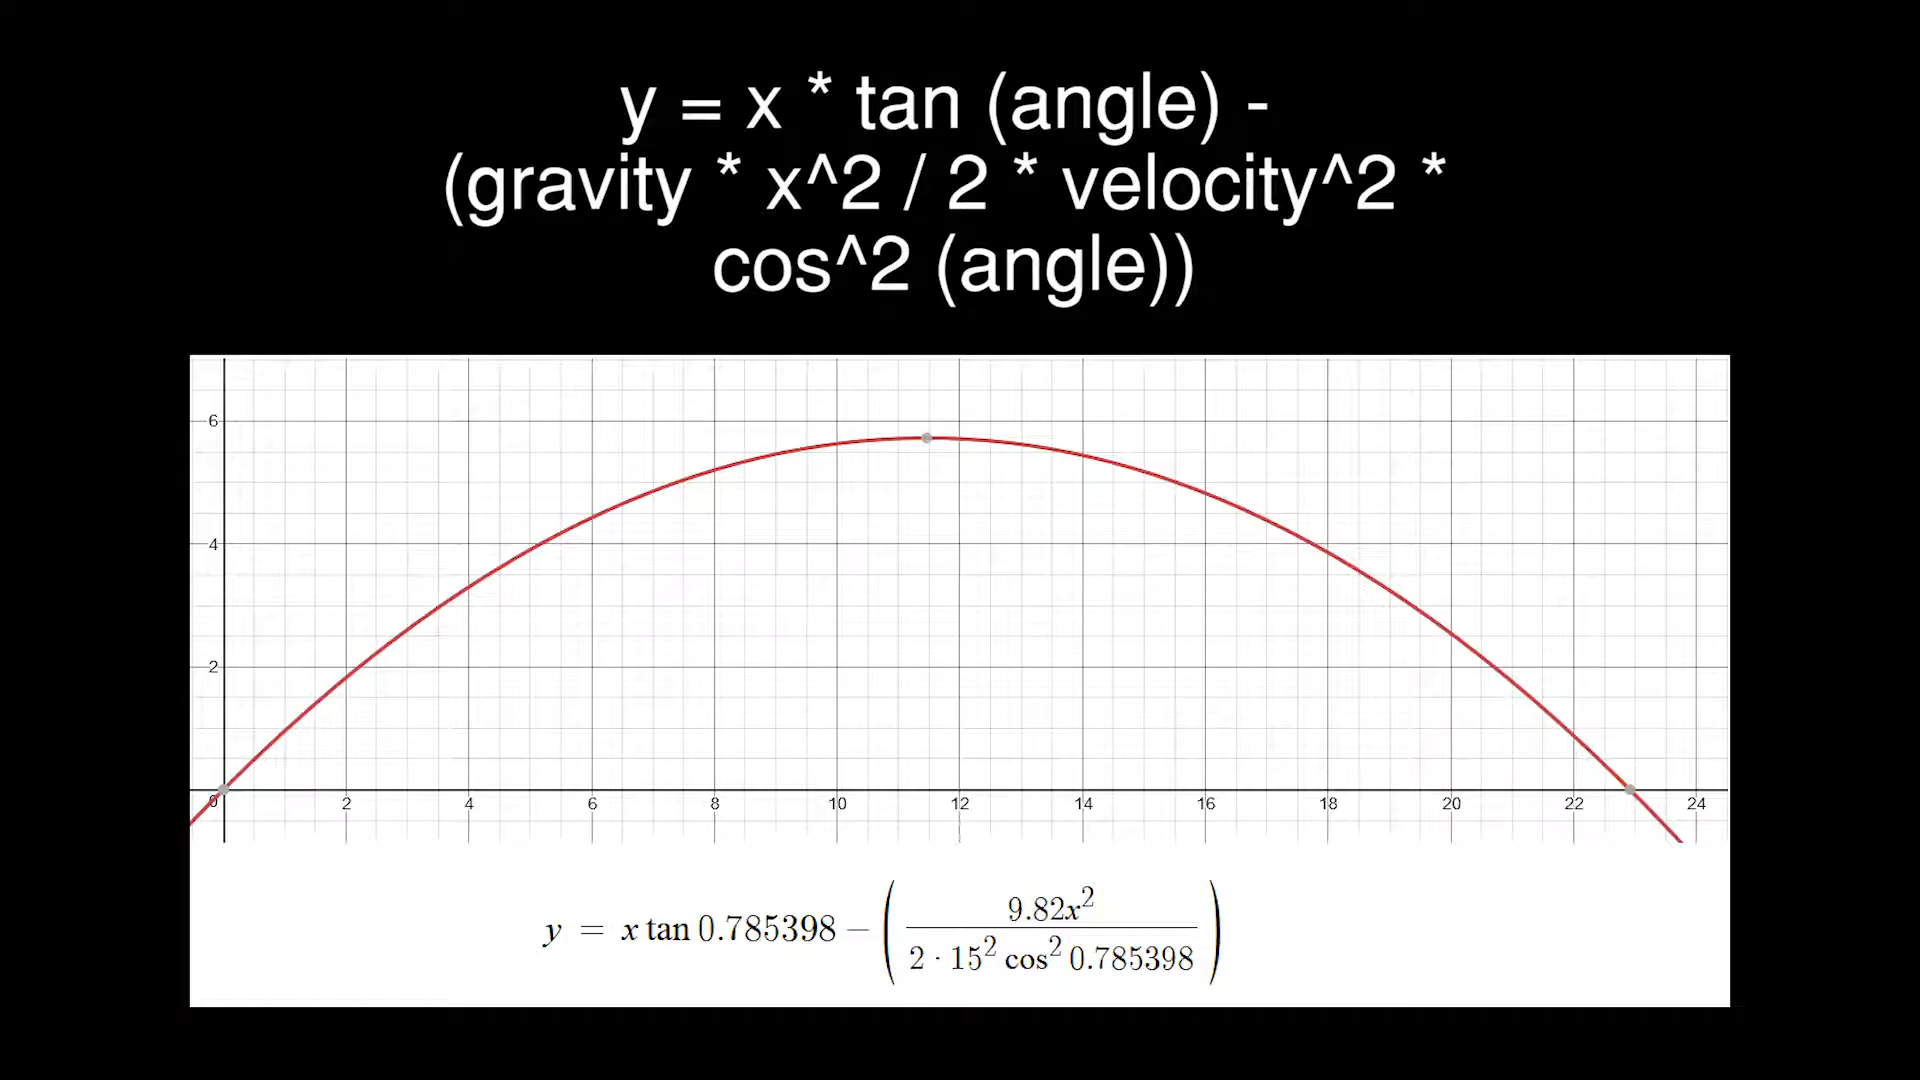 y = x * tan (angle) -
(gravity * x^2 / 2 * velocity^2 *
cos^2 (angle))
6
4
2
0 2 4 6 8 10 12 14 16 18 20 22 24
y = x tan 0.785398 − (9.82x² / 2 · 15² cos² 0.785398)